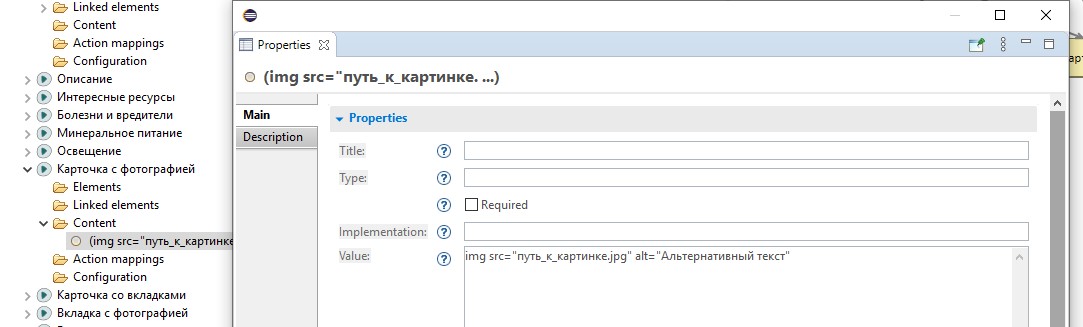 Linked elements
Content
Action mappings
Configuration
Описание
Интересные ресурсы
Болезни и вредители
Минеральное питание
Освещение
Карточка с фотографией
Elements
Linked elements
Content
(img src="путь_к_картинке
Action mappings
Configuration
Карточка со вкладками
Вкладка с фотографией
Properties
(img src="путь_к_картинке. ...)
Main
Description
Properties
Title:
Type:
Required
Implementation:
Value:
img src="путь_к_картинке.jpg" alt="Альтернативный текст"